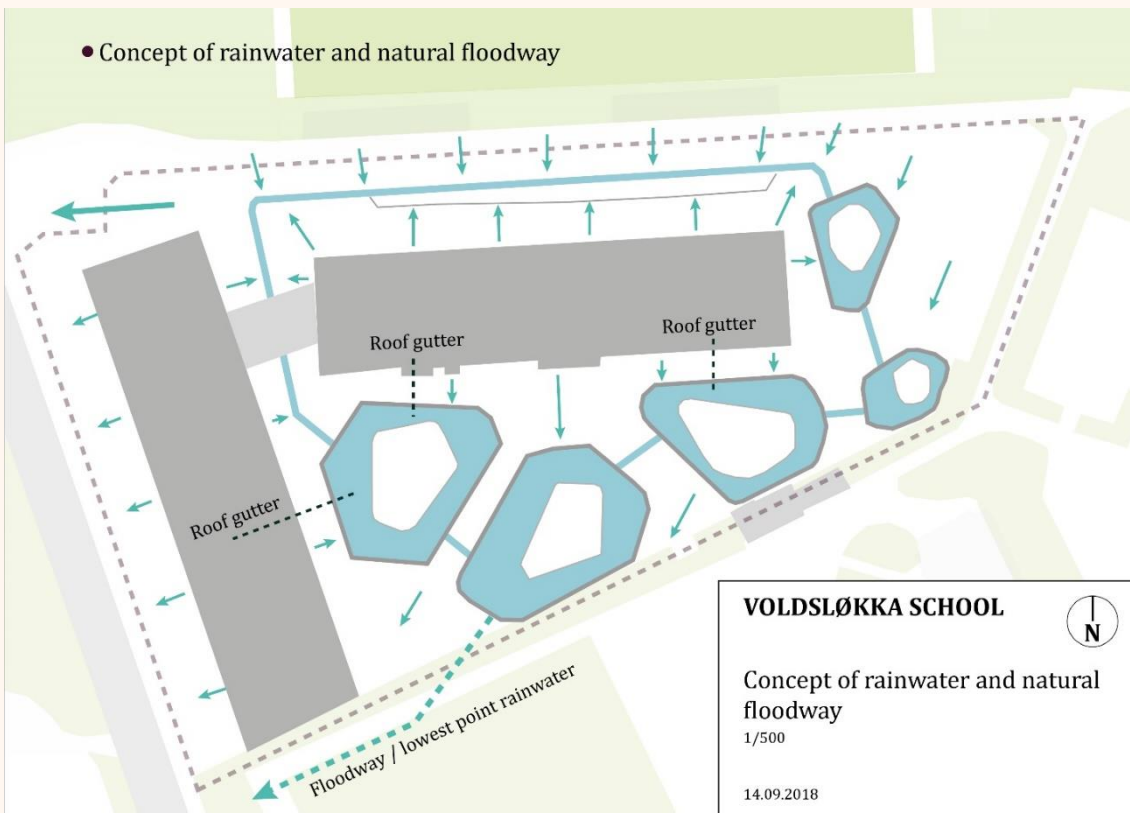 • Concept of rainwater and natural floodway
Roof gutter
Roof gutter
Roof gutter
Floodway / lowest point rainwater
VOLDSLØKKA SCHOOL
N
Concept of rainwater and natural
floodway
1/500
14.09.2018